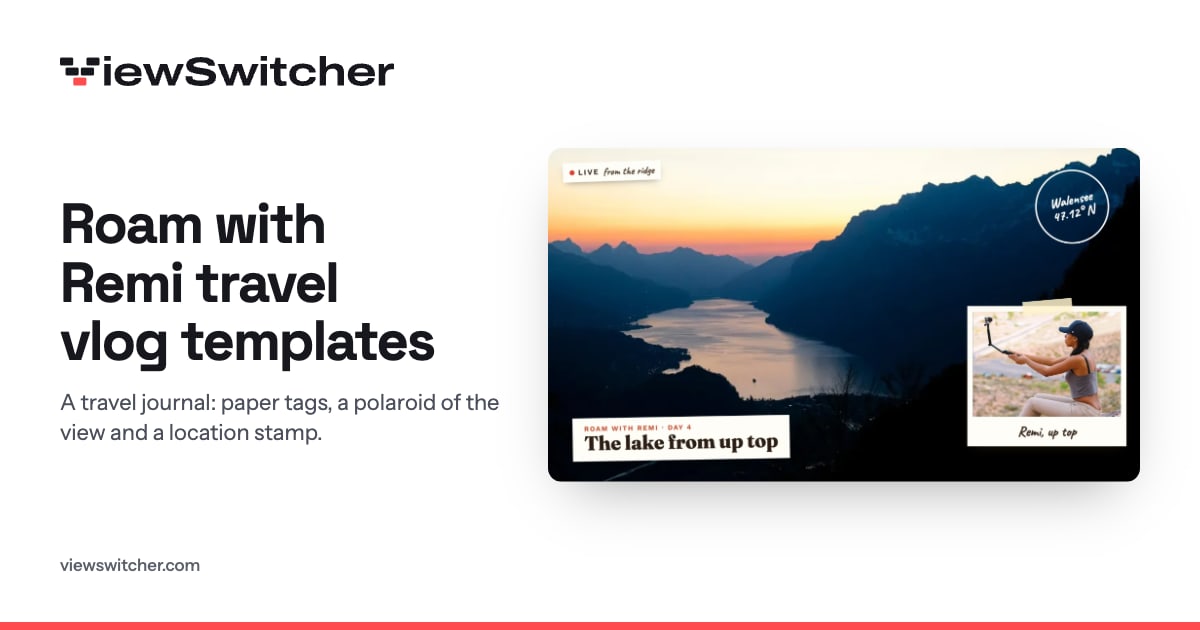 ViewSwitcher
Roam with
Remi travel
vlog templates
A travel journal: paper tags, a polaroid of the
view and a location stamp.
viewswitcher.com
LIVE from the ridge
Walensee
47.12° N
Remi, up top
ROAM WITH REMI · DAY 4
The lake from up top